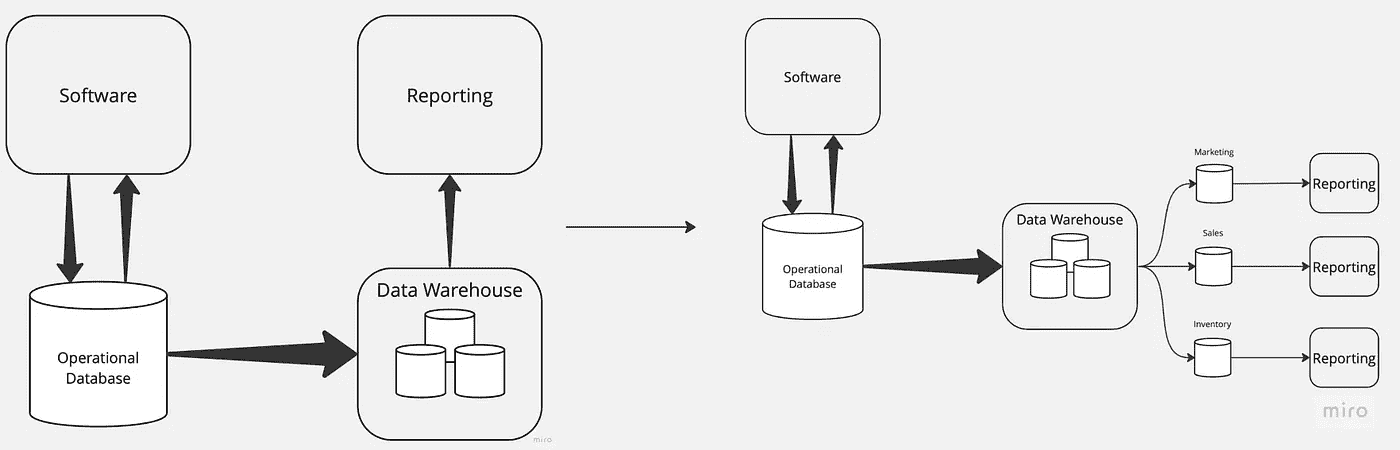 Software
Reporting
Operational
Database
Data Warehouse
miro
Software
Operational
Database
Data Warehouse
Marketing
Reporting
Sales
Reporting
Inventory
Reporting
miro